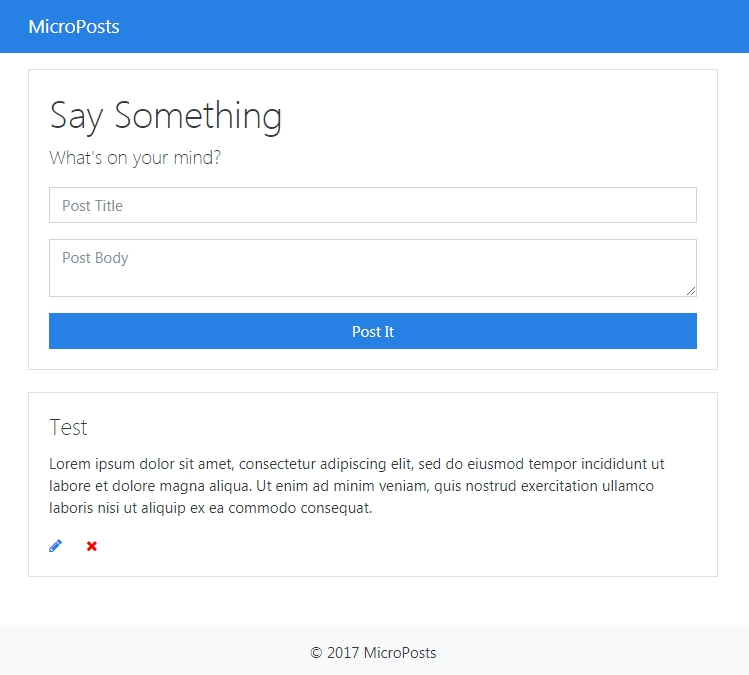 MicroPosts
Say Something
What's on your mind?
Post Title
Post Body
Post It
Test
Lorem ipsum dolor sit amet, consectetur adipiscing elit, sed do eiusmod tempor incididunt ut
labore et dolore magna aliqua. Ut enim ad minim veniam, quis nostrud exercitation ullamco
laboris nisi ut aliquip ex ea commodo consequat.
© 2017 MicroPosts